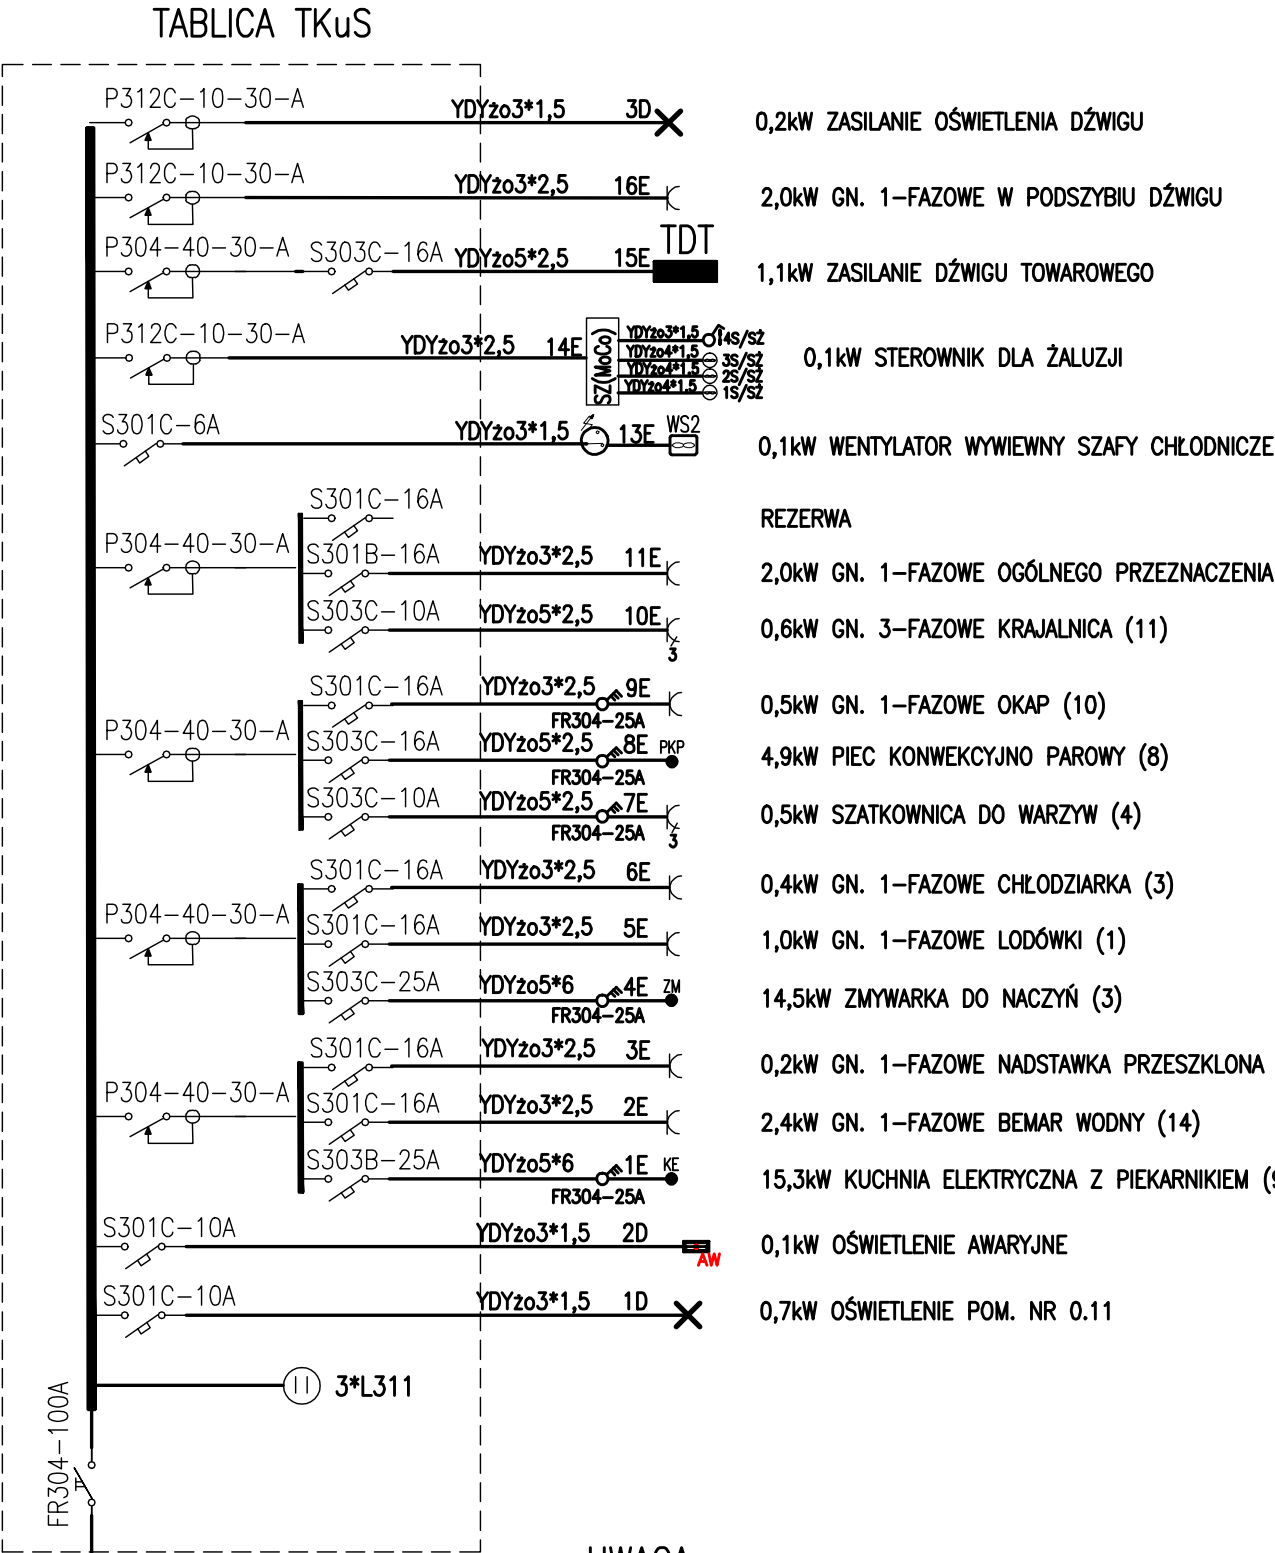 TABLICA TKuS
P312C-10-30-A YDYżo3*1,5 3D 0,2kW ZASILANIE OŚWIETLENIA DŹWIGU
P312C-10-30-A YDYżo3*2,5 16E 2,0kW GN. 1-FAZOWE W PODSZYBIU DŹWIGU
P304-40-30-A S303C-16A YDYżo5*2,5 15E TDT 1,1kW ZASILANIE DŹWIGU TOWAROWEGO
P312C-10-30-A YDYżo3*2,5 14E SZ(MoCo) 0,1kW STEROWNIK DLA ŻALUZJI
YDYżo3*1.5 14S/SŻ
YDYżo4*1.5 3S/SŻ
YDYżo4*1.5 2S/SŻ
YDYżo4*1.5 1S/SŻ
S301C-6A YDYżo3*1,5 13E WS2 0,1kW WENTYLATOR WYWIEWNY SZAFY CHŁODNICZE
S301C-16A REZERWA
P304-40-30-A S301B-16A YDYżo3*2,5 11E 2,0kW GN. 1-FAZOWE OGÓLNEGO PRZEZNACZENIA
S303C-10A YDYżo5*2,5 10E 3 0,6kW GN. 3-FAZOWE KRAJALNICA (11)
S301C-16A YDYżo3*2,5 9E FR304-25A 0,5kW GN. 1-FAZOWE OKAP (10)
P304-40-30-A S303C-16A YDYżo5*2,5 8E PKP FR304-25A 4,9kW PIEC KONWEKCYJNO PAROWY (8)
S303C-10A YDYżo5*2,5 7E FR304-25A 3 0,5kW SZATKOWNICA DO WARZYW (4)
S301C-16A YDYżo3*2,5 6E 0,4kW GN. 1-FAZOWE CHŁODZIARKA (3)
P304-40-30-A S301C-16A YDYżo3*2,5 5E 1,0kW GN. 1-FAZOWE LODÓWKI (1)
S303C-25A YDYżo5*6 4E ZM FR304-25A 14,5kW ZMYWARKA DO NACZYŃ (3)
S301C-16A YDYżo3*2,5 3E 0,2kW GN. 1-FAZOWE NADSTAWKA PRZESZKLONA
P304-40-30-A S301C-16A YDYżo3*2,5 2E 2,4kW GN. 1-FAZOWE BEMAR WODNY (14)
S303B-25A YDYżo5*6 1E KE FR304-25A 15,3kW KUCHNIA ELEKTRYCZNA Z PIEKARNIKIEM (
S301C-10A YDYżo3*1,5 2D AW 0,1kW OŚWIETLENIE AWARYJNE
S301C-10A YDYżo3*1,5 1D 0,7kW OŚWIETLENIE POM. NR 0.11
3*L311
FR304-100A